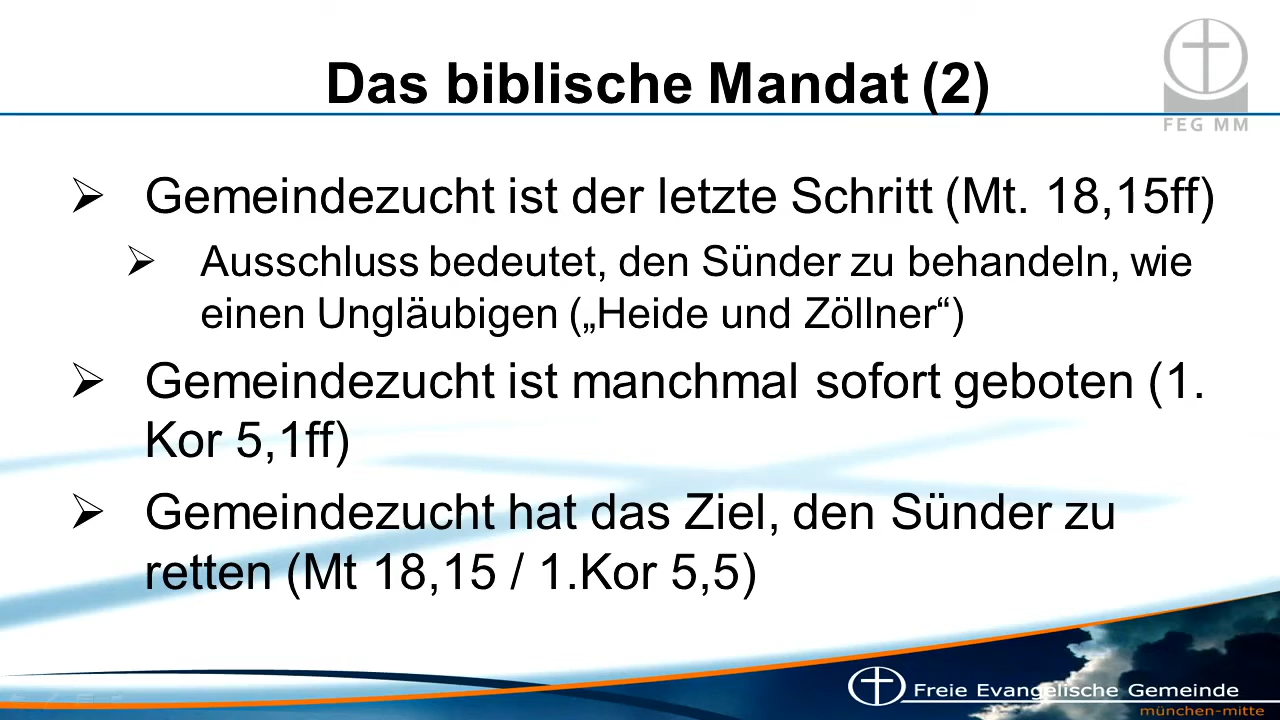 Das biblische Mandat (2)
FEG MM
➢ Gemeindezucht ist der letzte Schritt (Mt. 18,15ff)
➢ Ausschluss bedeutet, den Sünder zu behandeln, wie
einen Ungläubigen („Heide und Zöllner“)
➢ Gemeindezucht ist manchmal sofort geboten (1.
Kor 5,1ff)
➢ Gemeindezucht hat das Ziel, den Sünder zu
retten (Mt 18,15 / 1.Kor 5,5)
Freie Evangelische Gemeinde
münchen-mitte